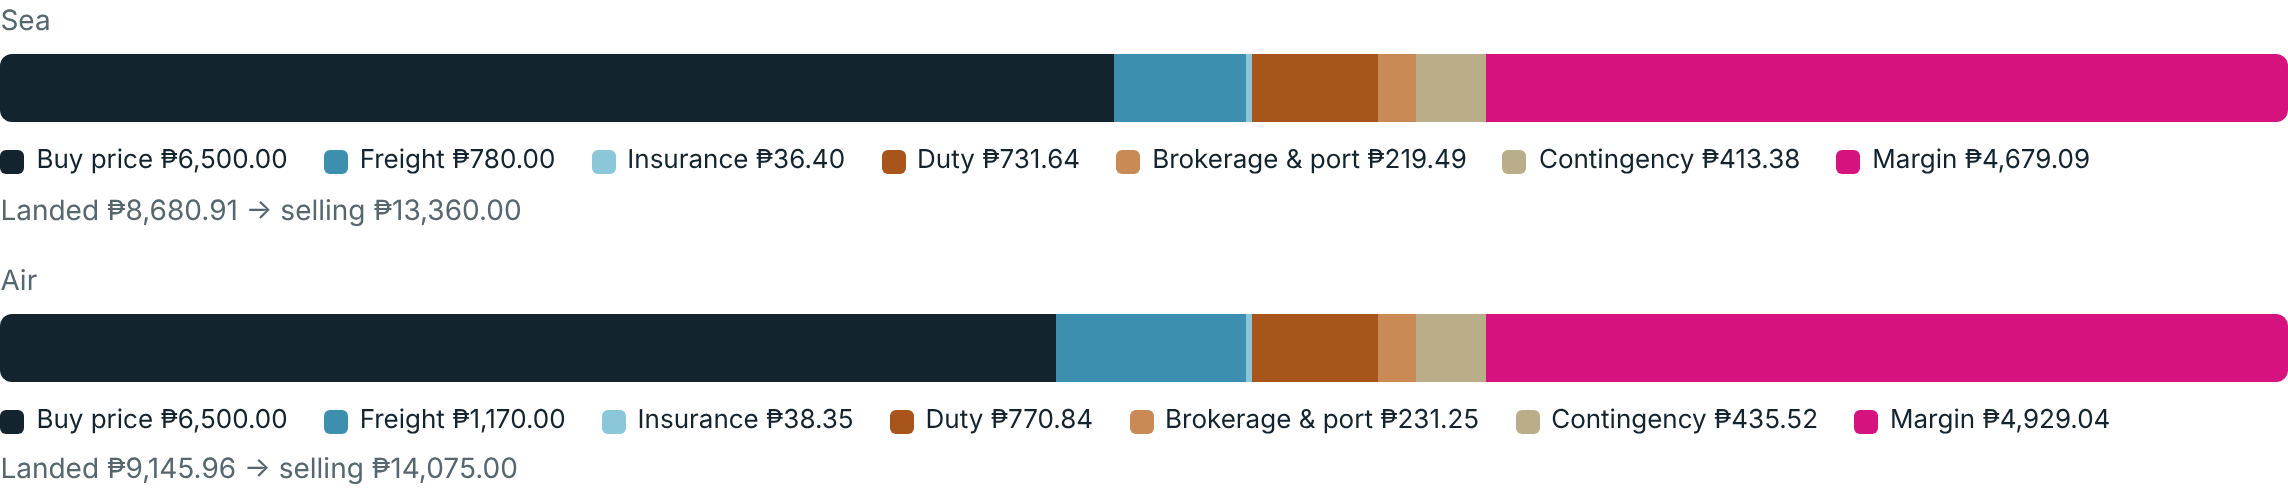 Sea
Buy price ₱6,500.00 Freight ₱780.00 Insurance ₱36.40 Duty ₱731.64 Brokerage & port ₱219.49 Contingency ₱413.38 Margin ₱4,679.09
Landed ₱8,680.91 → selling ₱13,360.00
Air
Buy price ₱6,500.00 Freight ₱1,170.00 Insurance ₱38.35 Duty ₱770.84 Brokerage & port ₱231.25 Contingency ₱435.52 Margin ₱4,929.04
Landed ₱9,145.96 → selling ₱14,075.00